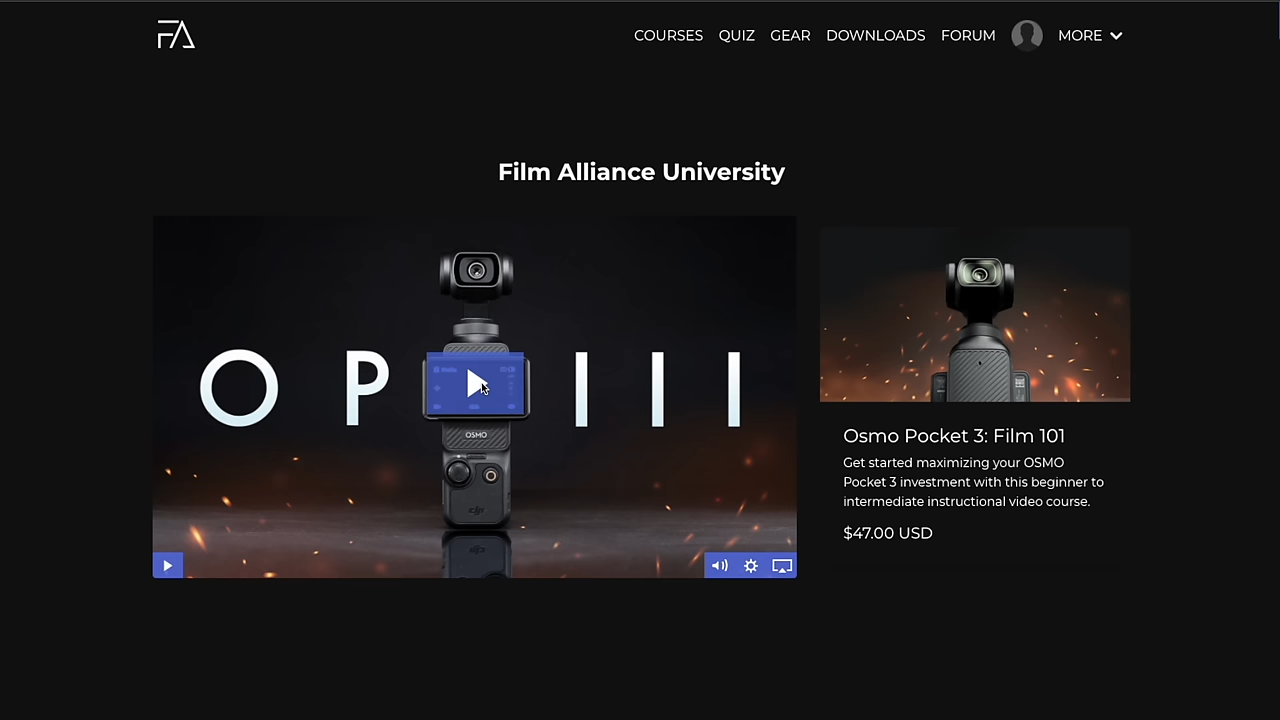 FA
COURSES QUIZ GEAR DOWNLOADS FORUM MORE
Film Alliance University
O P I I I
OSMO
dji
Osmo Pocket 3: Film 101
Get started maximizing your OSMO
Pocket 3 investment with this beginner to
intermediate instructional video course.
$47.00 USD